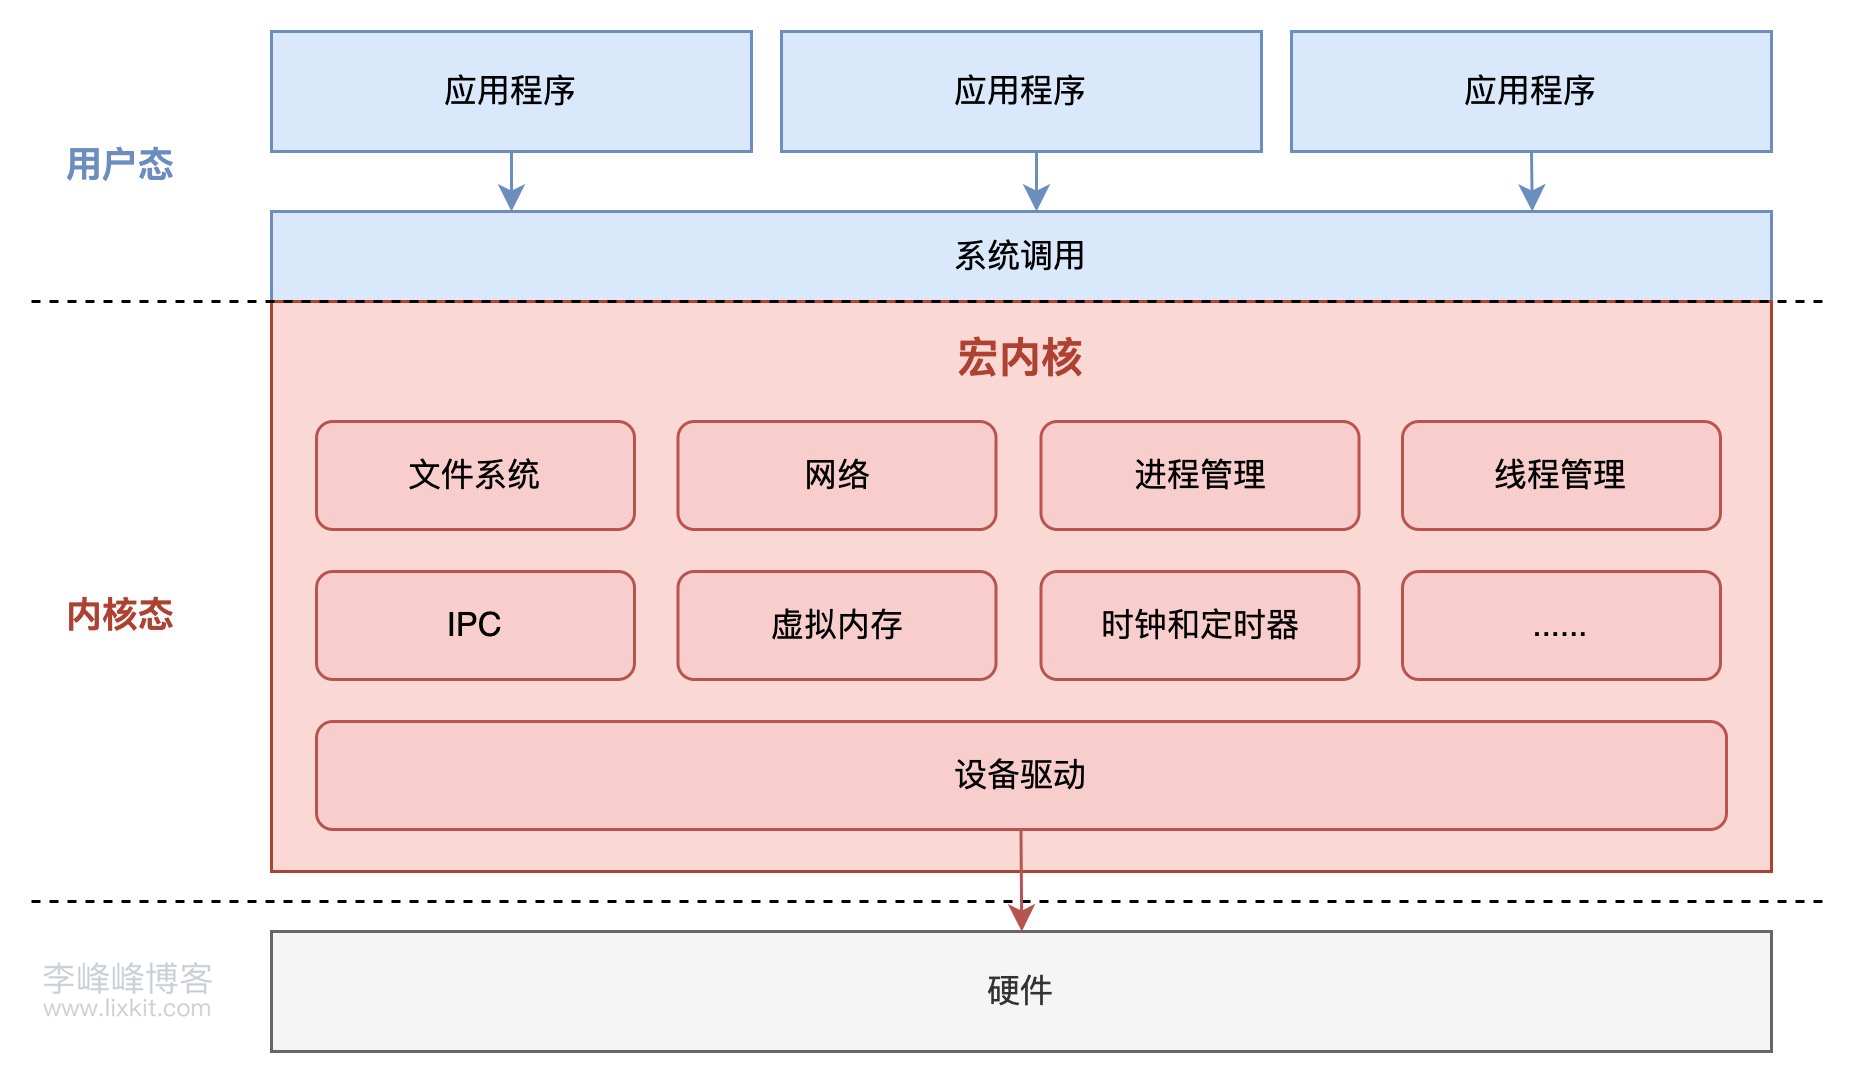 应用程序
应用程序
应用程序
用户态
系统调用
宏内核
文件系统
网络
进程管理
线程管理
内核态
IPC
虚拟内存
时钟和定时器
......
设备驱动
李峰峰博客
www.lixkit.com
硬件